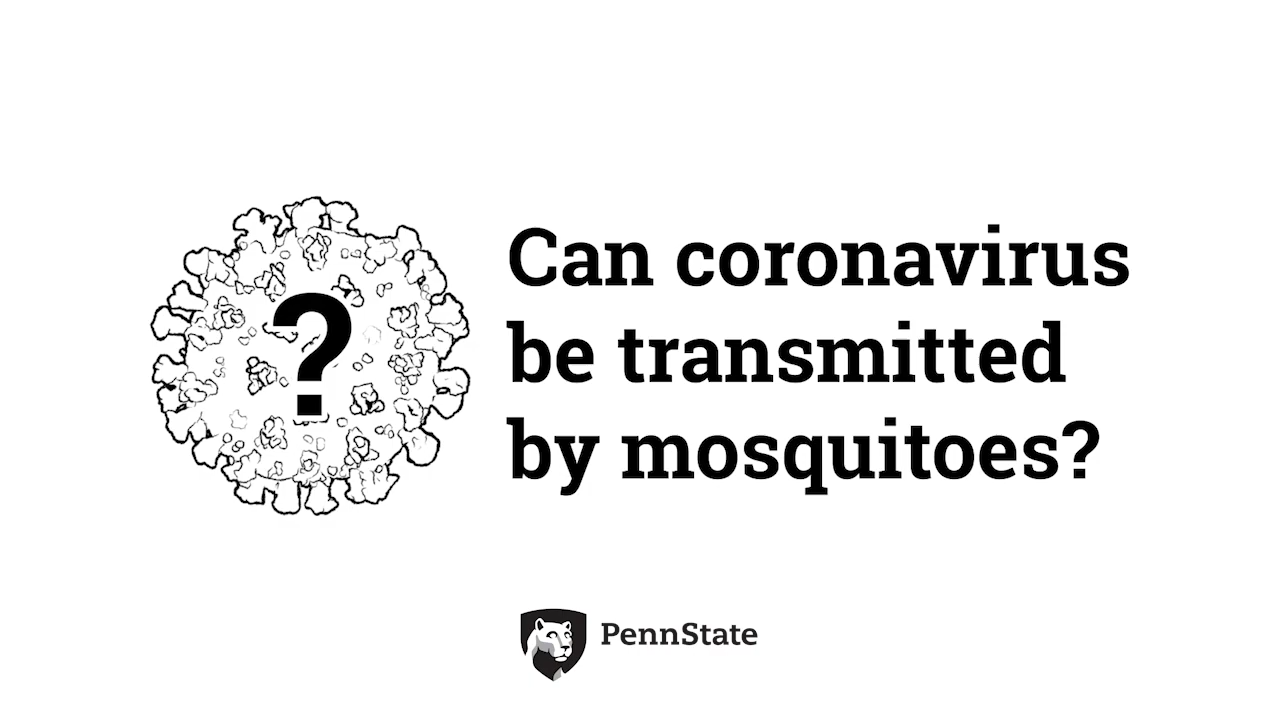 ?
Can coronavirus
be transmitted
by mosquitoes?
PennState